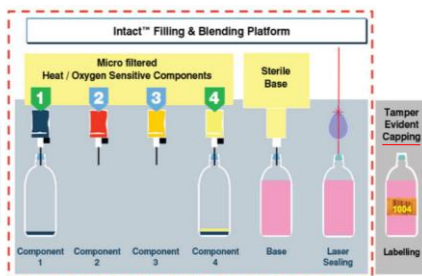 Intact™ Filling & Blending Platform
Micro filtered
Heat / Oxygen Sensitive Components
Sterile
Base
1
2
3
4
Tamper
Evident
Capping
1004
Component
1
Component
2
Component
3
Component
4
Base
Laser
Sealing
Labelling